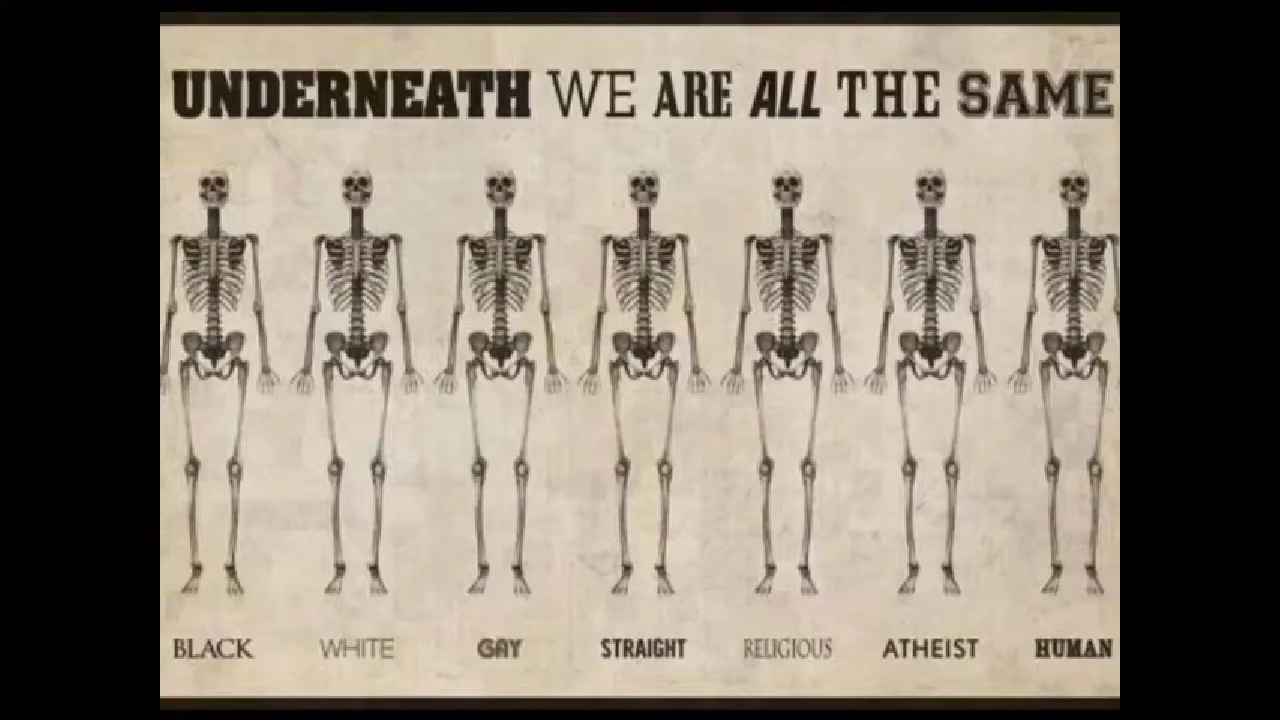 UNDERNEATH WE ARE ALL THE SAME
BLACK WHITE GAY STRAIGHT RELIGIOUS ATHEIST HUMAN